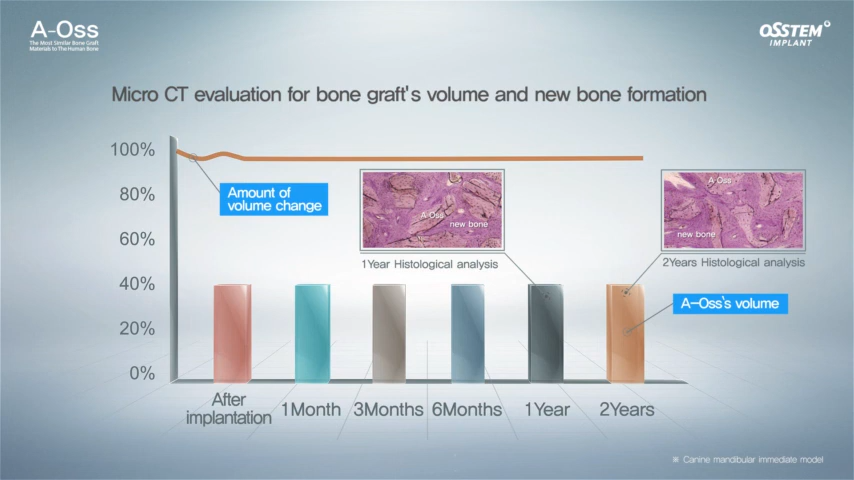 A-Oss
The Most Similar Bone Graft
Materials to The Human Bone
OSSTEM
IMPLANT
Micro CT evaluation for bone graft's volume and new bone formation
100%
80%
60%
40%
20%
0%
Amount of
volume change
A-Oss
new bone
1Year Histological analysis
A-Oss
new bone
2Years Histological analysis
A-Oss's volume
After
implantation
1Month
3Months
6Months
1Year
2Years
※ Canine mandibular immediate model